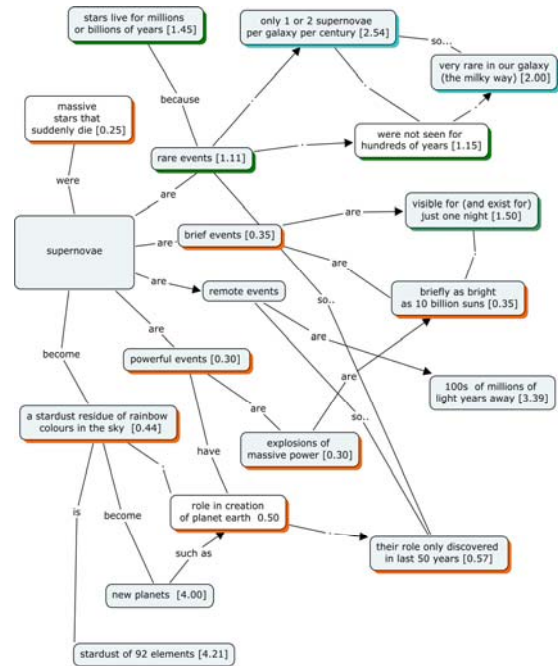 stars live for millions
or billions of years [1.45]
only 1 or 2 supernovae
per galaxy per century [2.54]
so...
very rare in our galaxy
(the milky way) [2.00]
massive
stars that
suddenly die [0.25]
because
were not seen for
hundreds of years [1.15]
rare events [1.11]
were
are
visible for (and exist for)
just one night [1.50]
are
brief events [0.35]
are
supernovae
are
are
remote events
briefly as bright
as 10 billion suns [0.35]
so..
are
are
powerful events [0.30]
become
are
100s of millions of
light years away [3.39]
a stardust residue of rainbow
colours in the sky [0.44]
are
so..
explosions of
massive power [0.30]
have
is
become
role in creation
of planet earth 0.50
such as
their role only discovered
in last 50 years [0.57]
new planets [4.00]
stardust of 92 elements [4.21]